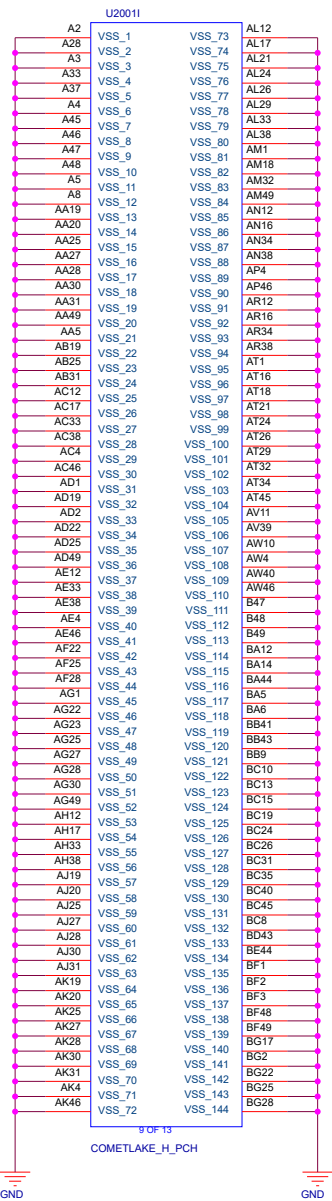 U2001I
A2 VSS_1 VSS_73 AL12
A28 VSS_2 VSS_74 AL17
A3 VSS_3 VSS_75 AL21
A33 VSS_4 VSS_76 AL24
A37 VSS_5 VSS_77 AL26
A4 VSS_6 VSS_78 AL29
A45 VSS_7 VSS_79 AL33
A46 VSS_8 VSS_80 AL38
A47 VSS_9 VSS_81 AM1
A48 VSS_10 VSS_82 AM18
A5 VSS_11 VSS_83 AM32
A8 VSS_12 VSS_84 AM49
AA19 VSS_13 VSS_85 AN12
AA20 VSS_14 VSS_86 AN16
AA25 VSS_15 VSS_87 AN34
AA27 VSS_16 VSS_88 AN38
AA28 VSS_17 VSS_89 AP4
AA30 VSS_18 VSS_90 AP46
AA31 VSS_19 VSS_91 AR12
AA49 VSS_20 VSS_92 AR16
AA5 VSS_21 VSS_93 AR34
AB19 VSS_22 VSS_94 AR38
AB25 VSS_23 VSS_95 AT1
AB31 VSS_24 VSS_96 AT16
AC12 VSS_25 VSS_97 AT18
AC17 VSS_26 VSS_98 AT21
AC33 VSS_27 VSS_99 AT24
AC38 VSS_28 VSS_100 AT26
AC4 VSS_29 VSS_101 AT29
AC46 VSS_30 VSS_102 AT32
AD1 VSS_31 VSS_103 AT34
AD19 VSS_32 VSS_104 AT45
AD2 VSS_33 VSS_105 AV11
AD22 VSS_34 VSS_106 AV39
AD25 VSS_35 VSS_107 AW10
AD49 VSS_36 VSS_108 AW4
AE12 VSS_37 VSS_109 AW40
AE33 VSS_38 VSS_110 AW46
AE38 VSS_39 VSS_111 B47
AE4 VSS_40 VSS_112 B48
AE46 VSS_41 VSS_113 B49
AF22 VSS_42 VSS_114 BA12
AF25 VSS_43 VSS_115 BA14
AF28 VSS_44 VSS_116 BA44
AG1 VSS_45 VSS_117 BA5
AG22 VSS_46 VSS_118 BA6
AG23 VSS_47 VSS_119 BB41
AG25 VSS_48 VSS_120 BB43
AG27 VSS_49 VSS_121 BB9
AG28 VSS_50 VSS_122 BC10
AG30 VSS_51 VSS_123 BC13
AG49 VSS_52 VSS_124 BC15
AH12 VSS_53 VSS_125 BC19
AH17 VSS_54 VSS_126 BC24
AH33 VSS_55 VSS_127 BC26
AH38 VSS_56 VSS_128 BC31
AJ19 VSS_57 VSS_129 BC35
AJ20 VSS_58 VSS_130 BC40
AJ25 VSS_59 VSS_131 BC45
AJ27 VSS_60 VSS_132 BC8
AJ28 VSS_61 VSS_133 BD43
AJ30 VSS_62 VSS_134 BE44
AJ31 VSS_63 VSS_135 BF1
AK19 VSS_64 VSS_136 BF2
AK20 VSS_65 VSS_137 BF3
AK25 VSS_66 VSS_138 BF48
AK27 VSS_67 VSS_139 BF49
AK28 VSS_68 VSS_140 BG17
AK30 VSS_69 VSS_141 BG2
AK31 VSS_70 VSS_142 BG22
AK4 VSS_71 VSS_143 BG25
AK46 VSS_72 VSS_144 BG28
9 OF 13
COMETLAKE_H_PCH
GND GND